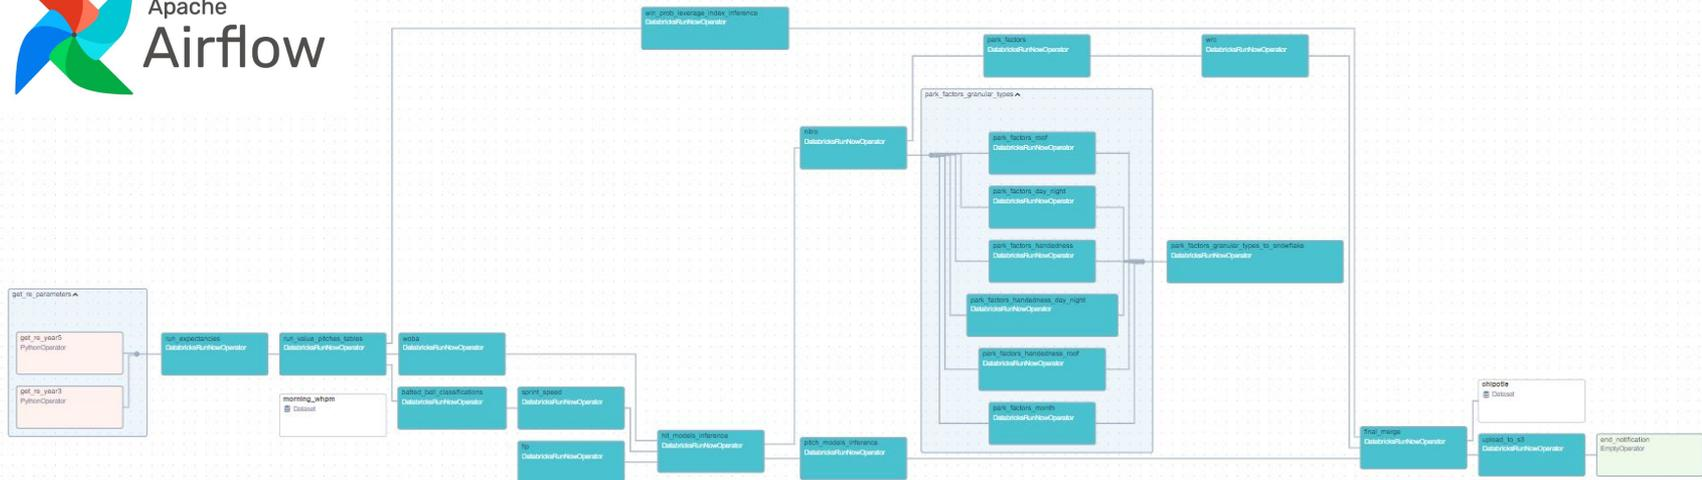 Apache
Airflow
win_prob_leverage_index_inference
DatabricksRunNowOperator
park_factors
DatabricksRunNowOperator
wrc
DatabricksRunNowOperator
park_factors_granular_types
nitro
DatabricksRunNowOperator
park_factors_roof
DatabricksRunNowOperator
park_factors_day_night
DatabricksRunNowOperator
park_factors_handedness
DatabricksRunNowOperator
park_factors_granular_types_to_snowflake
DatabricksRunNowOperator
park_factors_handedness_day_night
DatabricksRunNowOperator
park_factors_handedness_roof
DatabricksRunNowOperator
park_factors_month
DatabricksRunNowOperator
get_re_parameters
get_re_year5
PythonOperator
get_re_year3
PythonOperator
run_expectancies
DatabricksRunNowOperator
run_value_pitches_tables
DatabricksRunNowOperator
woba
DatabricksRunNowOperator
morning_whpm
Dataset
batted_ball_classifications
DatabricksRunNowOperator
sprint_speed
DatabricksRunNowOperator
fip
DatabricksRunNowOperator
hit_models_inference
DatabricksRunNowOperator
pitch_models_inference
DatabricksRunNowOperator
final_merge
DatabricksRunNowOperator
chipotle
Dataset
upload_to_s3
DatabricksRunNowOperator
end_notification
EmptyOperator